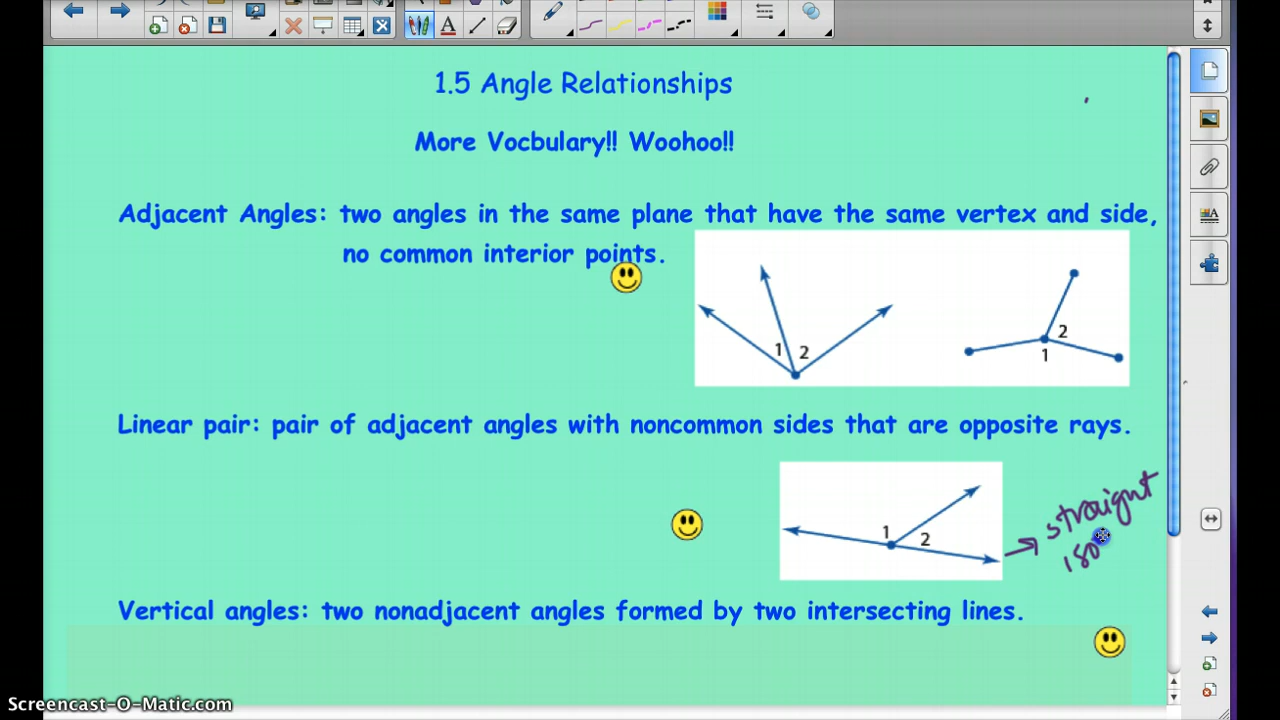 1.5 Angle Relationships
More Vocbulary!! Woohoo!!
Adjacent Angles: two angles in the same plane that have the same vertex and side,
no common interior points.
1 2
2
1
Linear pair: pair of adjacent angles with noncommon sides that are opposite rays.
1
2
straight
180
Vertical angles: two nonadjacent angles formed by two intersecting lines.
Screencast-O-Matic.com